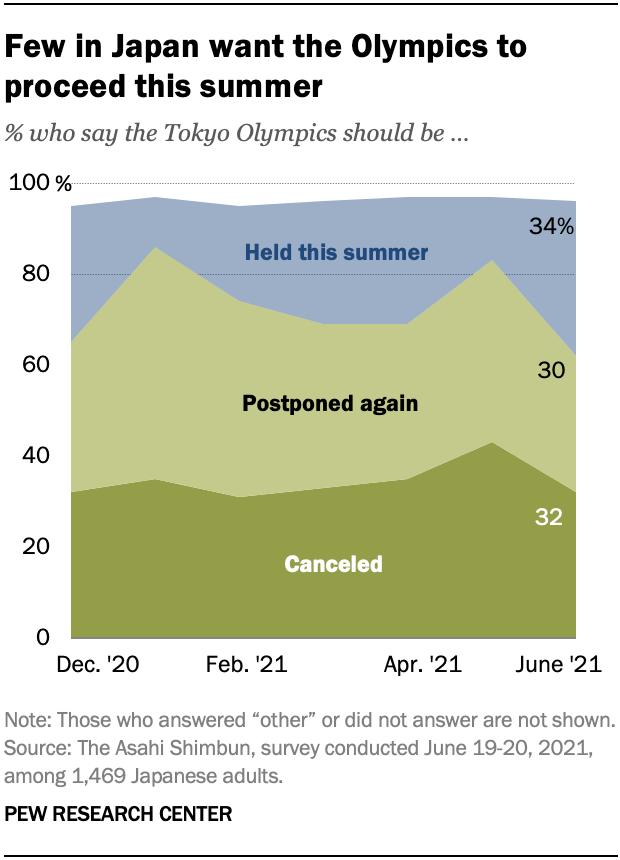 Few in Japan want the Olympics to
proceed this summer
% who say the Tokyo Olympics should be ...
100 %
34%
Held this summer
80
60
30
Postponed again
40
32
20
Canceled
0
Dec. '20 Feb. '21 Apr. '21 June '21
Note: Those who answered “other” or did not answer are not shown.
Source: The Asahi Shimbun, survey conducted June 19-20, 2021,
among 1,469 Japanese adults.
PEW RESEARCH CENTER